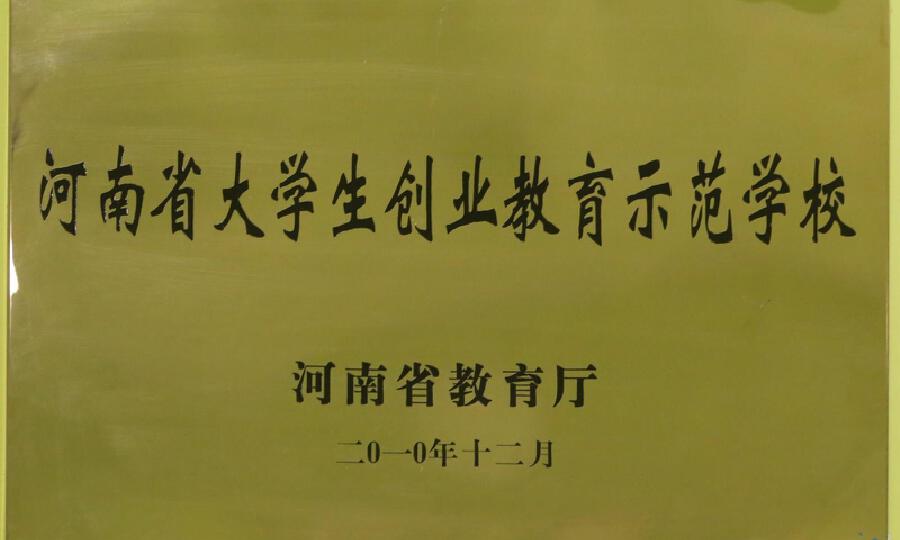 河南省大学生创业教育示范学校
河南省教育厅
二0一0年十二月